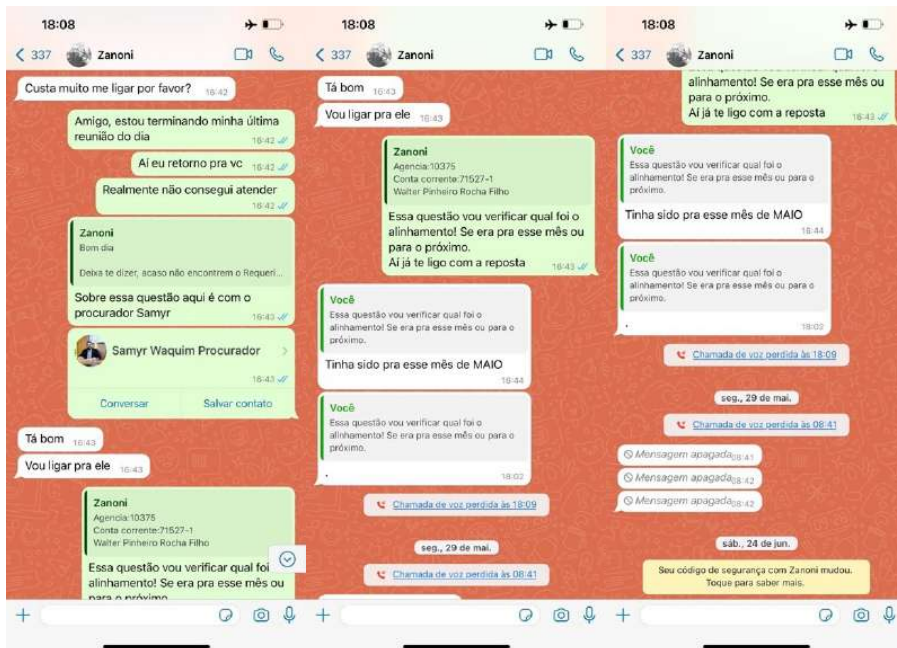 18:08
337 Zanoni
Custa muito me ligar por favor? 16:42
Amigo, estou terminando minha última
reunião do dia
16:42
Aí eu retorno pra vc 16:42
Realmente não consegui atender
16:42
Zanoni
Bom dia
Deixa te dizer, acaso não encontrem o Requeri...
Sobre essa questão aqui é com o
procurador Samyr 16:43
Samyr Waquim Procurador
16:43
Conversar Salvar contato
Tá bom 16:43
Vou ligar pra ele 16:43
Zanoni
Agencia:10375
Conta corrente:71527-1
Walter Pinheiro Rocha Filho
Essa questão vou verificar qual foi o
alinhamento! Se era pra esse mês ou
para o próximo.
18:08
337 Zanoni
Tá bom 16:43
Vou ligar pra ele 16:43
Zanoni
Agencia:10375
Conta corrente:71527-1
Walter Pinheiro Rocha Filho
Essa questão vou verificar qual foi o
alinhamento! Se era pra esse mês ou
para o próximo.
Aí já te ligo com a reposta 16:43
Você
Essa questão vou verificar qual foi o
alinhamento! Se era pra esse mês ou para o
próximo.
Tinha sido pra esse mês de MAIO
16:44
Você
Essa questão vou verificar qual foi o
alinhamento! Se era pra esse mês ou para o
próximo.
. 18:02
Chamada de voz perdida às 18:09
seg., 29 de mai.
Chamada de voz perdida às 08:41
18:08
337 Zanoni
alinhamento! Se era pra esse mês ou
para o próximo.
Aí já te ligo com a reposta 16:43
Você
Essa questão vou verificar qual foi o
alinhamento! Se era pra esse mês ou para o
próximo.
Tinha sido pra esse mês de MAIO
16:44
Você
Essa questão vou verificar qual foi o
alinhamento! Se era pra esse mês ou para o
próximo.
. 18:02
Chamada de voz perdida às 18:09
seg., 29 de mai.
Chamada de voz perdida às 08:41
Mensagem apagada 08:41
Mensagem apagada 08:42
Mensagem apagada 08:42
sáb., 24 de jun.
Seu código de segurança com Zanoni mudou.
Toque para saber mais.